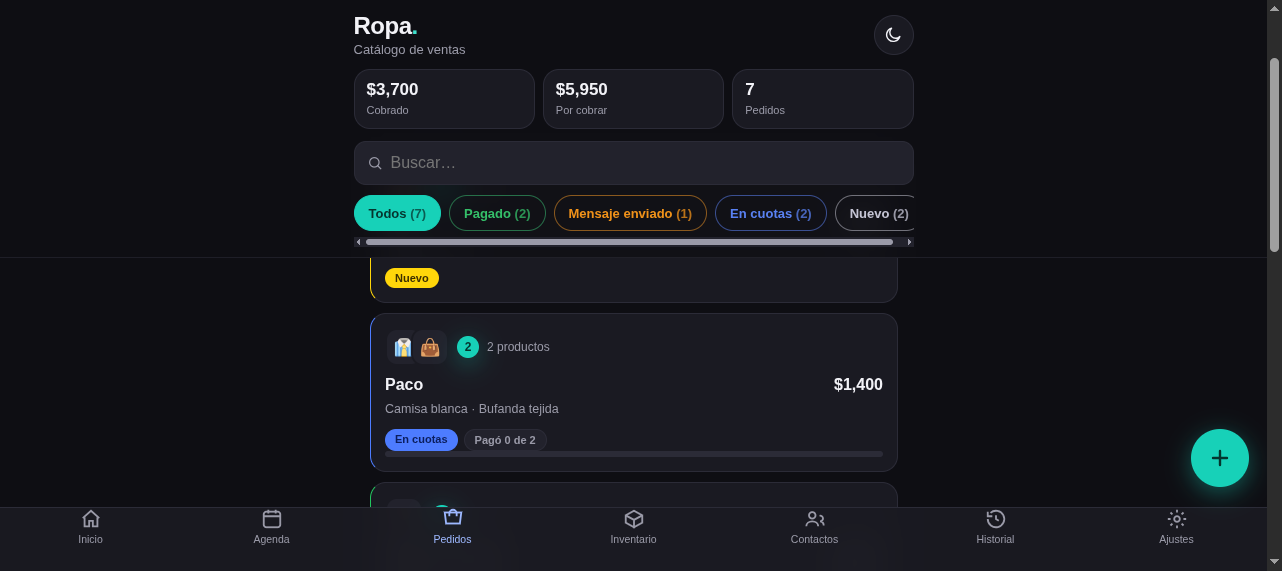 Ropa.
Catálogo de ventas
$3,700
Cobrado
$5,950
Por cobrar
7
Pedidos
Buscar…
Todos (7)
Pagado (2)
Mensaje enviado (1)
En cuotas (2)
Nuevo (2)
Nuevo
2
2 productos
Paco
$1,400
Camisa blanca · Bufanda tejida
En cuotas
Pagó 0 de 2
Inicio
Agenda
Pedidos
Inventario
Contactos
Historial
Ajustes